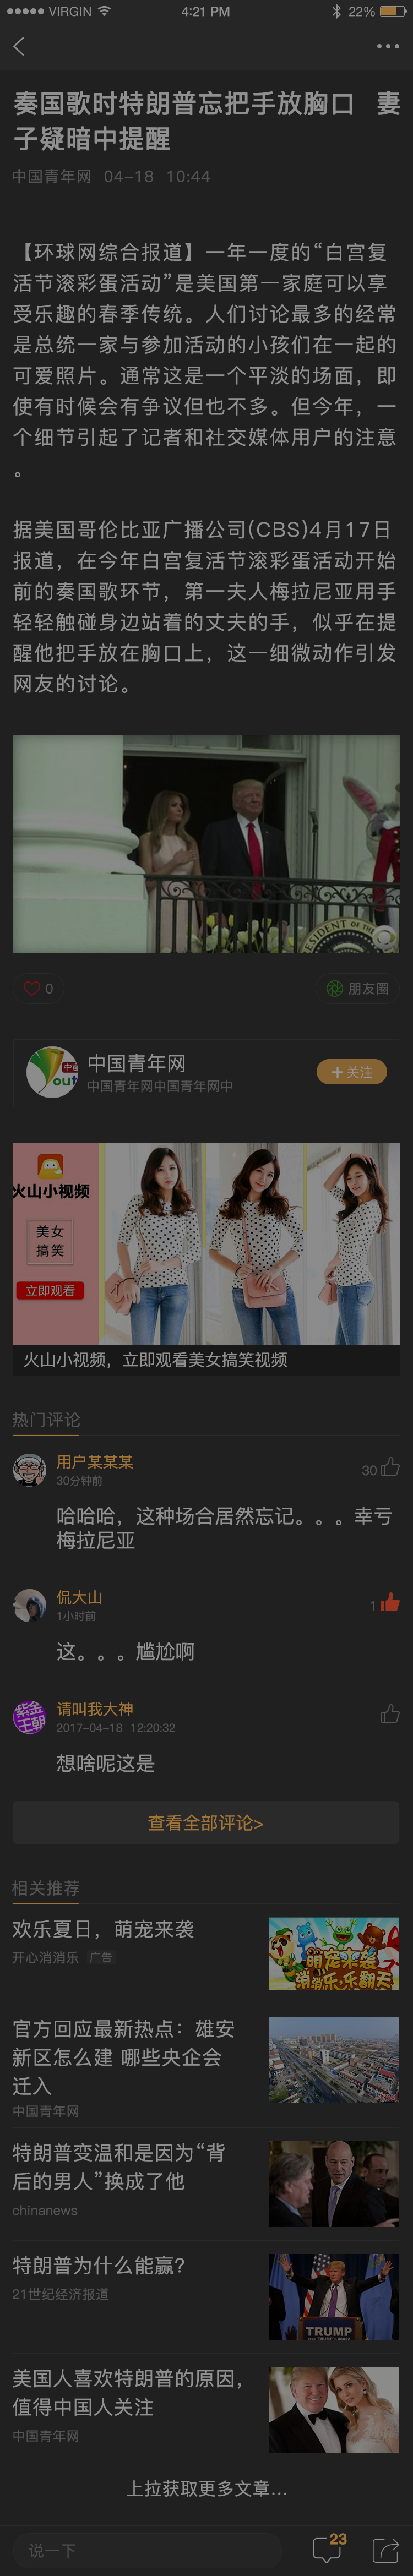 VIRGIN 4:21 PM 22%
奏国歌时特朗普忘把手放胸口 妻
子疑暗中提醒
中国青年网 04-18 10:44
【环球网综合报道】一年一度的“白宫复
活节滚彩蛋活动”是美国第一家庭可以享
受乐趣的春季传统。人们讨论最多的经常
是总统一家与参加活动的小孩们在一起的
可爱照片。通常这是一个平淡的场面，即
使有时候会有争议但也不多。但今年，一
个细节引起了记者和社交媒体用户的注意
。
据美国哥伦比亚广播公司(CBS)4月17日
报道，在今年白宫复活节滚彩蛋活动开始
前的奏国歌环节，第一夫人梅拉尼亚用手
轻轻触碰身边站着的丈夫的手，似乎在提
醒他把手放在胸口上，这一细微动作引发
网友的讨论。
PRESIDENT OF THE
0 朋友圈
中国青年网
中国青年网中国青年网中
+关注
火山小视频
美女
搞笑
立即观看
火山小视频，立即观看美女搞笑视频
热门评论
用户某某某
30分钟前
30
哈哈哈，这种场合居然忘记。。。幸亏
梅拉尼亚
侃大山
1小时前
1
这。。。尴尬啊
紫金
王朝
请叫我大神
2017-04-18 12:20:32
想啥呢这是
查看全部评论>
相关推荐
欢乐夏日，萌宠来袭
开心消消乐 广告
萌宠来袭
消消乐乐翻天
官方回应最新热点：雄安
新区怎么建 哪些央企会
迁入
中国青年网
特朗普变温和是因为“背
后的男人”换成了他
chinanews
特朗普为什么能赢?
21世纪经济报道
TRUMP
美国人喜欢特朗普的原因，
值得中国人关注
中国青年网
上拉获取更多文章...
说一下
23